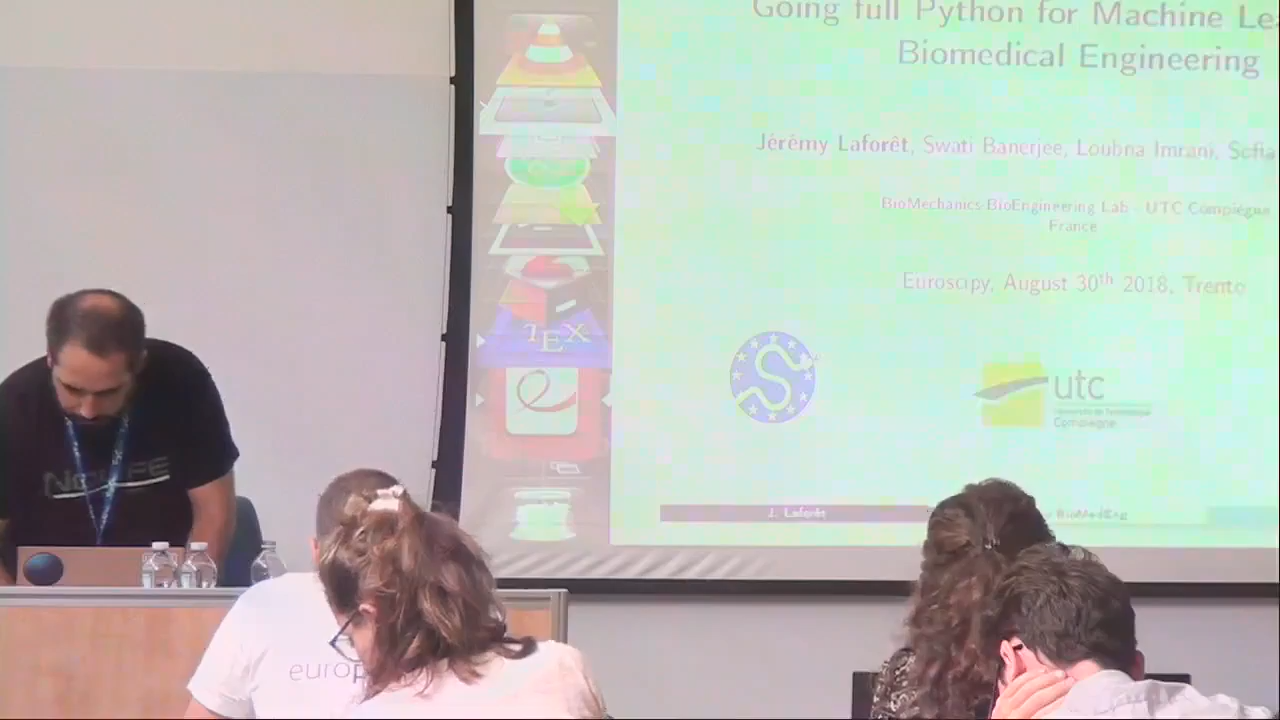 Going full Python for Machine Lea
Biomedical Engineering
Jérémy Laforêt, Swati Banerjee, Loubna Imrani, Sofia
BioMechanics-BioEngineering Lab - UTC Compiègne
France
Euroscipy, August 30th 2018, Trento
TEX
utc
Compiègne
J. Laforêt
BioMedEng
europ